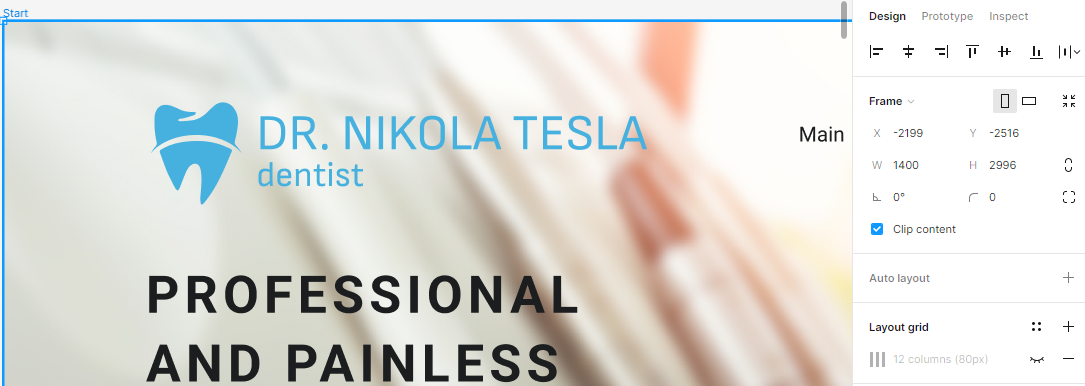 Start
Design Prototype Inspect
Frame
X -2199 Y -2516
W 1400 H 2996
0° 0
Clip content
Auto layout
Layout grid
12 columns (80px)
DR. NIKOLA TESLA
dentist
Main
PROFESSIONAL
AND PAINLESS